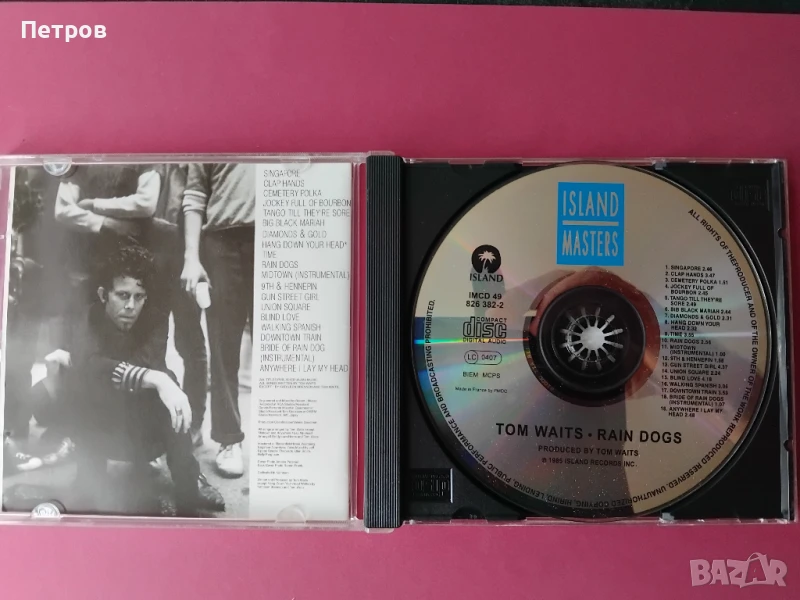 Петров
SINGAPORE
CLAP HANDS
CEMETERY POLKA
JOCKEY FULL OF BOURBON
TANGO TILL THEY'RE SORE
BIG BLACK MARIAH
DIAMONDS & GOLD
HANG DOWN YOUR HEAD*
TIME
RAIN DOGS
MIDTOWN (INSTRUMENTAL)
9TH & HENNEPIN
GUN STREET GIRL
UNION SQUARE
BLIND LOVE
WALKING SPANISH
DOWNTOWN TRAIN
BRIDE OF RAIN DOG
(INSTRUMENTAL)
ANYWHERE I LAY MY HEAD
ISLAND
MASTERS
ISLAND
IMCD 49
826 382-2
COMPACT
disc
DIGITAL AUDIO
LC 0407
BIEM MCPS
Made in France by PMDC
1. SINGAPORE 2.46
2. CLAP HANDS 3.47
3. CEMETERY POLKA 1.51
4. JOCKEY FULL OF
BOURBON 2.45
5. TANGO TILL THEY'RE
SORE 2.49
6. BIG BLACK MARIAH 2.44
7. DIAMONDS & GOLD 2.31
8. HANG DOWN YOUR
HEAD 2.32
9. TIME 3.55
10. RAIN DOGS 2.56
11. MIDTOWN
(INSTRUMENTAL) 1.00
12. 9TH & HENNEPIN 1.58
13. GUN STREET GIRL 4.37
14. UNION SQUARE 2.24
15. BLIND LOVE 4.18
16. WALKING SPANISH 3.05
17. DOWNTOWN TRAIN 3.53
18. BRIDE OF RAIN DOG
(INSTRUMENTAL) 1.07
19. ANYWHERE I LAY MY
HEAD 2.48
TOM WAITS · RAIN DOGS
PRODUCED BY TOM WAITS
℗ 1985 ISLAND RECORDS INC.
ALL RIGHTS OF THE PRODUCER AND OF THE OWNER OF THE WORK REPRODUCED RESERVED. UNAUTHORISED COPYING, HIRING, LENDING, PUBLIC PERFORMANCE AND BROADCASTING PROHIBITED.
BAZAR